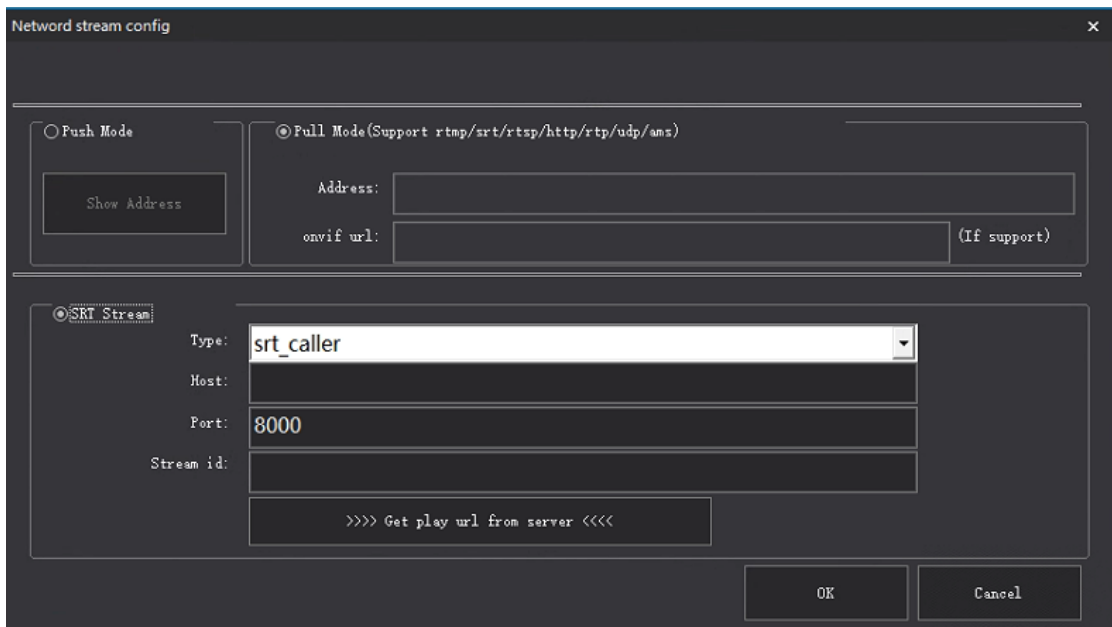 Netword stream config
Push Mode
Show Address
Pull Mode(Support rtmp/srt/rtsp/http/rtp/udp/ams)
Address:
onvif url:
(If support)
SRT Stream
Type:
srt_caller
Host:
Port:
8000
Stream id:
>>>> Get play url from server <<<<
OK
Cancel